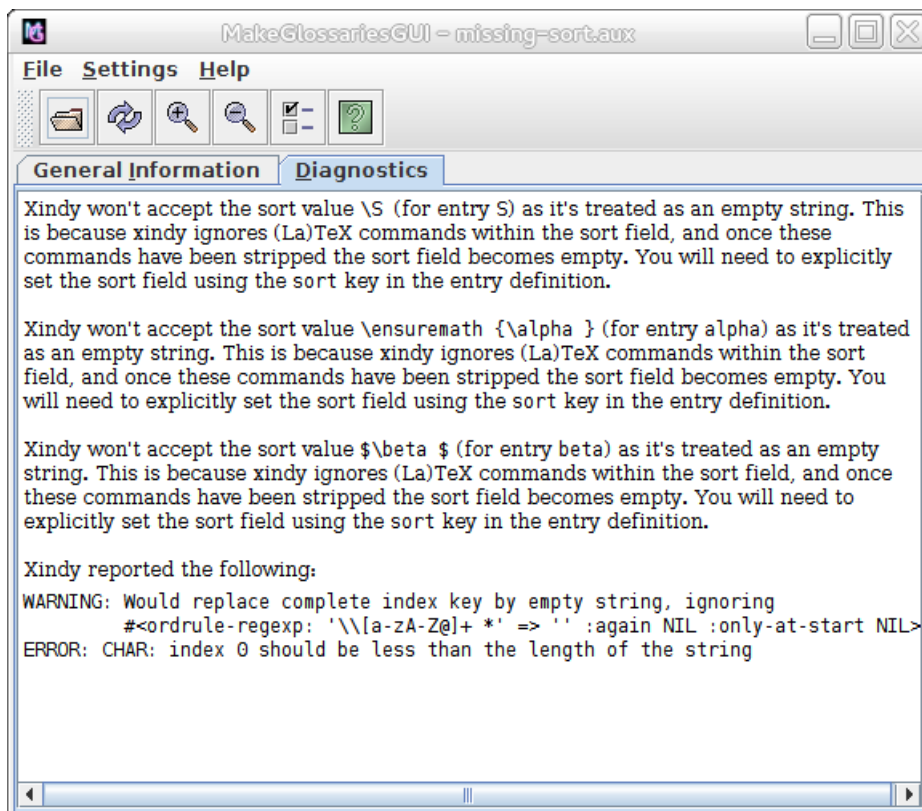 MakeGlossariesGUI – missing-sort.aux
File Settings Help
General Information Diagnostics
Xindy won't accept the sort value \S (for entry S) as it's treated as an empty string. This
is because xindy ignores (La)TeX commands within the sort field, and once these
commands have been stripped the sort field becomes empty. You will need to explicitly
set the sort field using the sort key in the entry definition.
Xindy won't accept the sort value \ensuremath {\alpha } (for entry alpha) as it's treated
as an empty string. This is because xindy ignores (La)TeX commands within the sort
field, and once these commands have been stripped the sort field becomes empty. You
will need to explicitly set the sort field using the sort key in the entry definition.
Xindy won't accept the sort value $\beta $ (for entry beta) as it's treated as an empty
string. This is because xindy ignores (La)TeX commands within the sort field, and once
these commands have been stripped the sort field becomes empty. You will need to
explicitly set the sort field using the sort key in the entry definition.
Xindy reported the following:
WARNING: Would replace complete index key by empty string, ignoring
#<ordrule-regexp: '\\[a-zA-Z@]+ *' => '' :again NIL :only-at-start NIL>
ERROR: CHAR: index 0 should be less than the length of the string